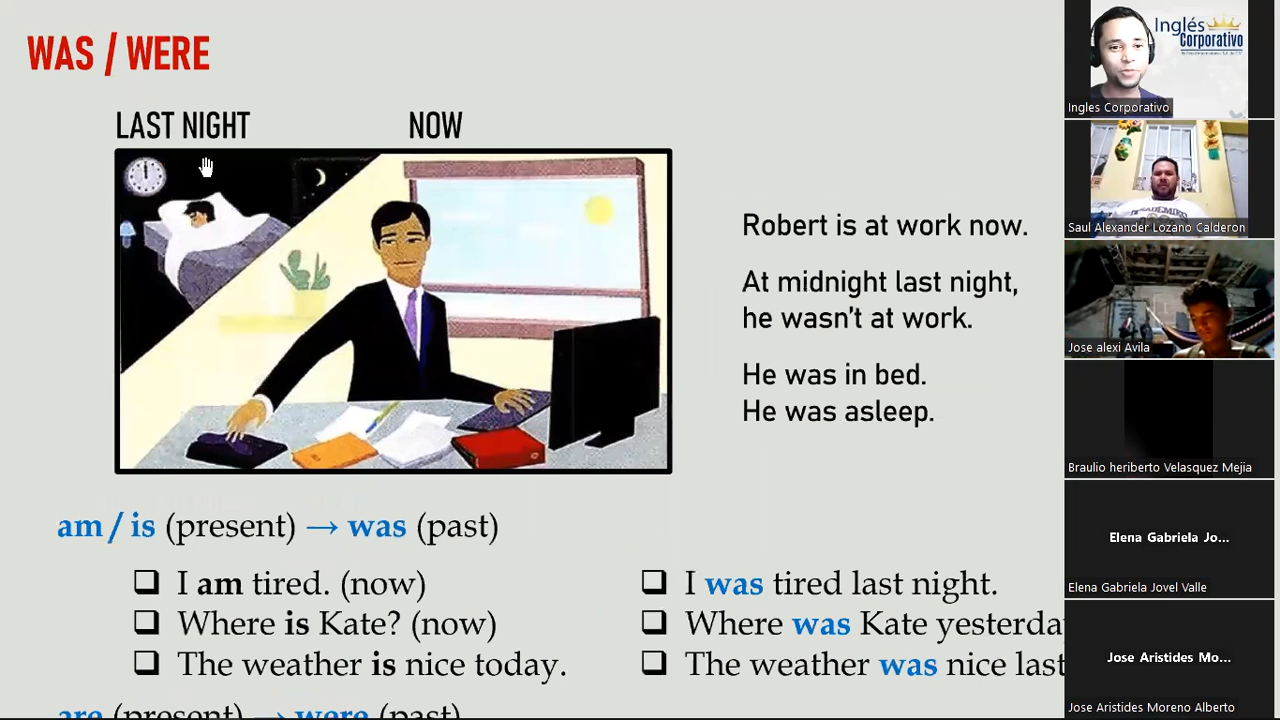 WAS / WERE
LAST NIGHT
NOW
Robert is at work now.
At midnight last night,
he wasn't at work.
He was in bed.
He was asleep.
am / is (present) → was (past)
❑ I am tired. (now)
❑ I was tired last night.
❑ Where is Kate? (now)
❑ Where was Kate yesterda
❑ The weather is nice today.
❑ The weather was nice last
are (present) → were (past)
Inglés
Corporativo
Ingles Corporativo
Saul Alexander Lozano Calderon
Jose alexi Avila
Braulio heriberto Velasquez Mejia
Elena Gabriela Jo...
Elena Gabriela Jovel Valle
Jose Aristides Mo...
Jose Aristides Moreno Alberto